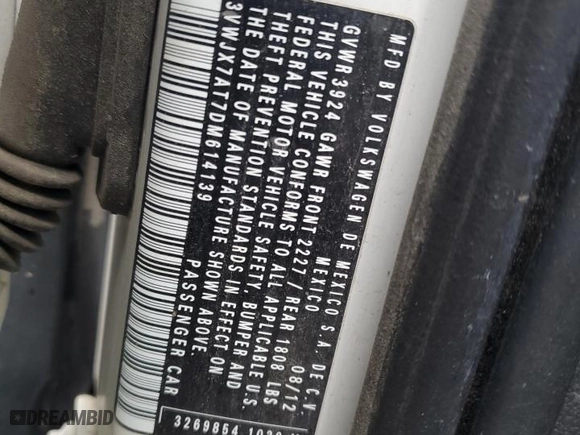 MFD BY VOLKSWAGEN DE MEXICO S.A. DE C.V.
MEXICO 08/12
GVWR 3924 GAWR FRONT 2227/ REAR 1808 LBS
THIS VEHICLE CONFORMS TO ALL APPLICABLE U.S.
FEDERAL MOTOR VEHICLE SAFETY, BUMPER AND
THEFT PREVENTION STANDARDS IN EFFECT ON
THE DATE OF MANUFACTURE SHOWN ABOVE.
3VWJX7AT7DM614139 PASSENGER CAR
3269854
DREAMBID